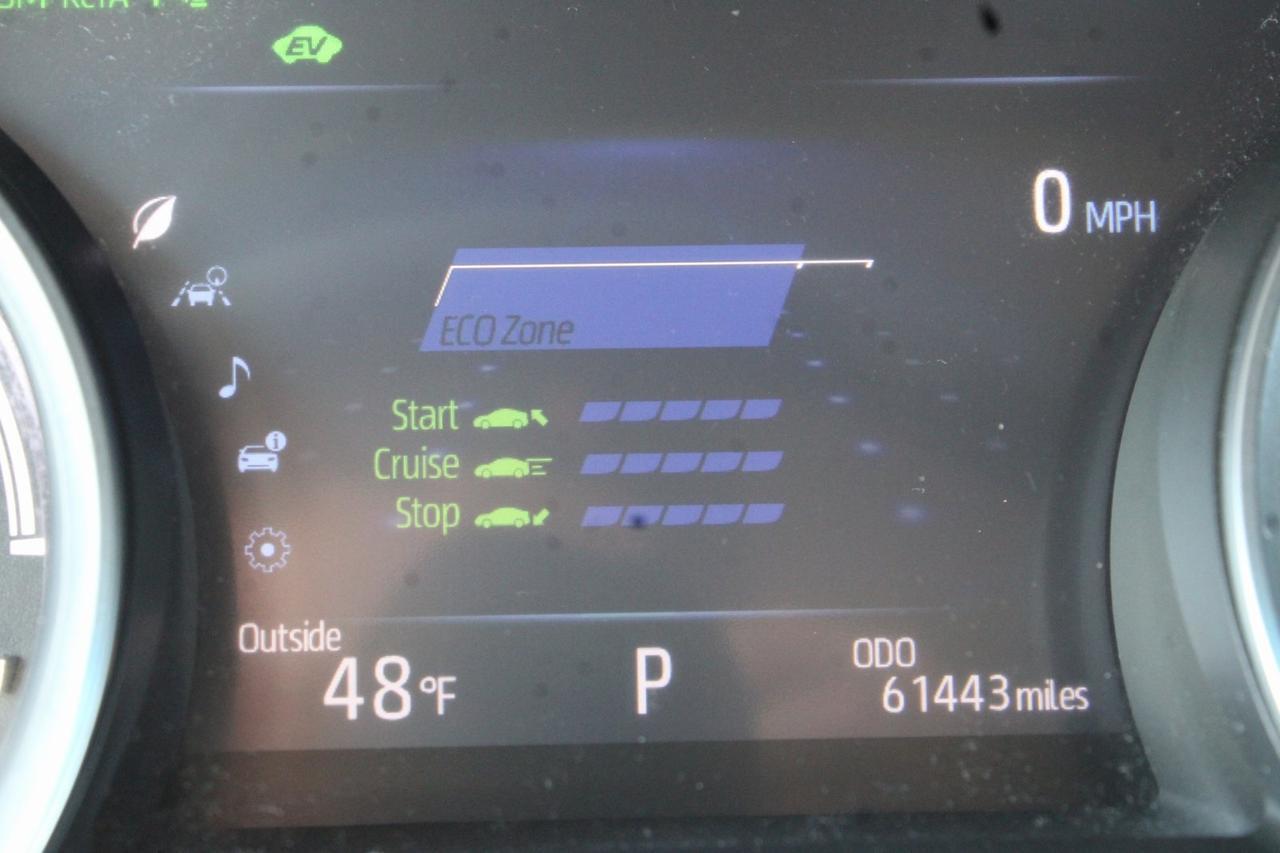 EV
0 MPH
ECO Zone
Start
Cruise
Stop
Outside
48°F
P
ODO
61443 miles